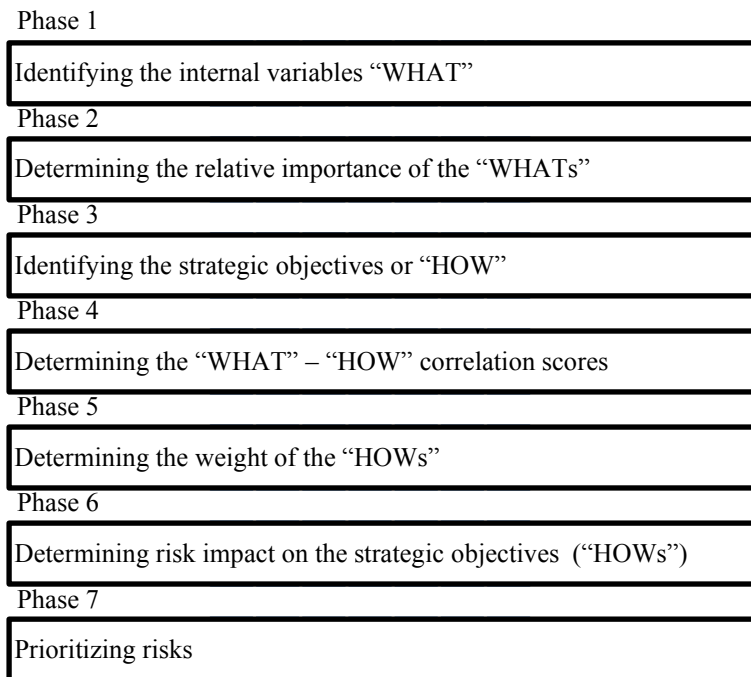 Phase 1
Identifying the internal variables “WHAT”
Phase 2
Determining the relative importance of the “WHATs”
Phase 3
Identifying the strategic objectives or “HOW”
Phase 4
Determining the “WHAT” – “HOW” correlation scores
Phase 5
Determining the weight of the “HOWs”
Phase 6
Determining risk impact on the strategic objectives (“HOWs”)
Phase 7
Prioritizing risks